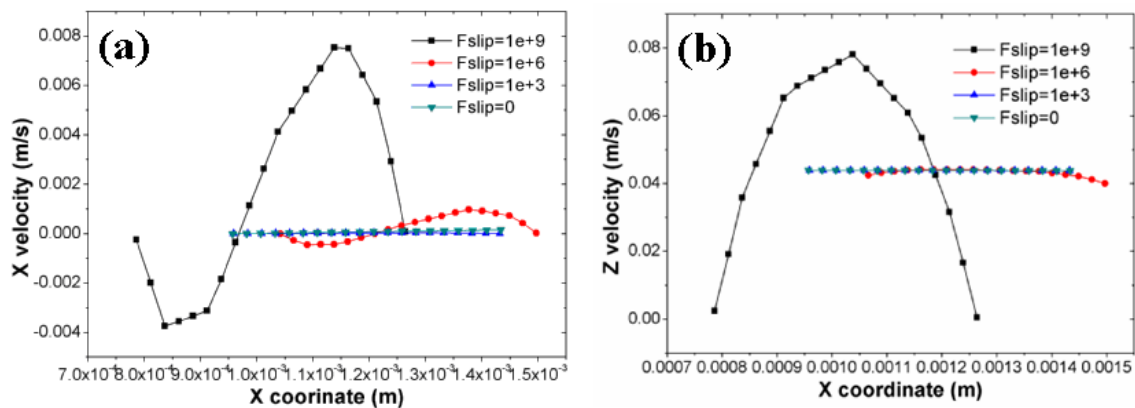 (a)
Fslip=1e+9
Fslip=1e+6
Fslip=1e+3
Fslip=0
0.008
0.006
0.004
0.002
0.000
-0.002
-0.004
X velocity (m/s)
7.0x10⁻⁴ 8.0x10⁻⁴ 9.0x10⁻⁴ 1.0x10⁻³ 1.1x10⁻³ 1.2x10⁻³ 1.3x10⁻³ 1.4x10⁻³ 1.5x10⁻³
X coorinate (m)
(b)
Fslip=1e+9
Fslip=1e+6
Fslip=1e+3
Fslip=0
0.08
0.06
0.04
0.02
0.00
Z velocity (m/s)
0.0007 0.0008 0.0009 0.0010 0.0011 0.0012 0.0013 0.0014 0.0015
X coordinate (m)